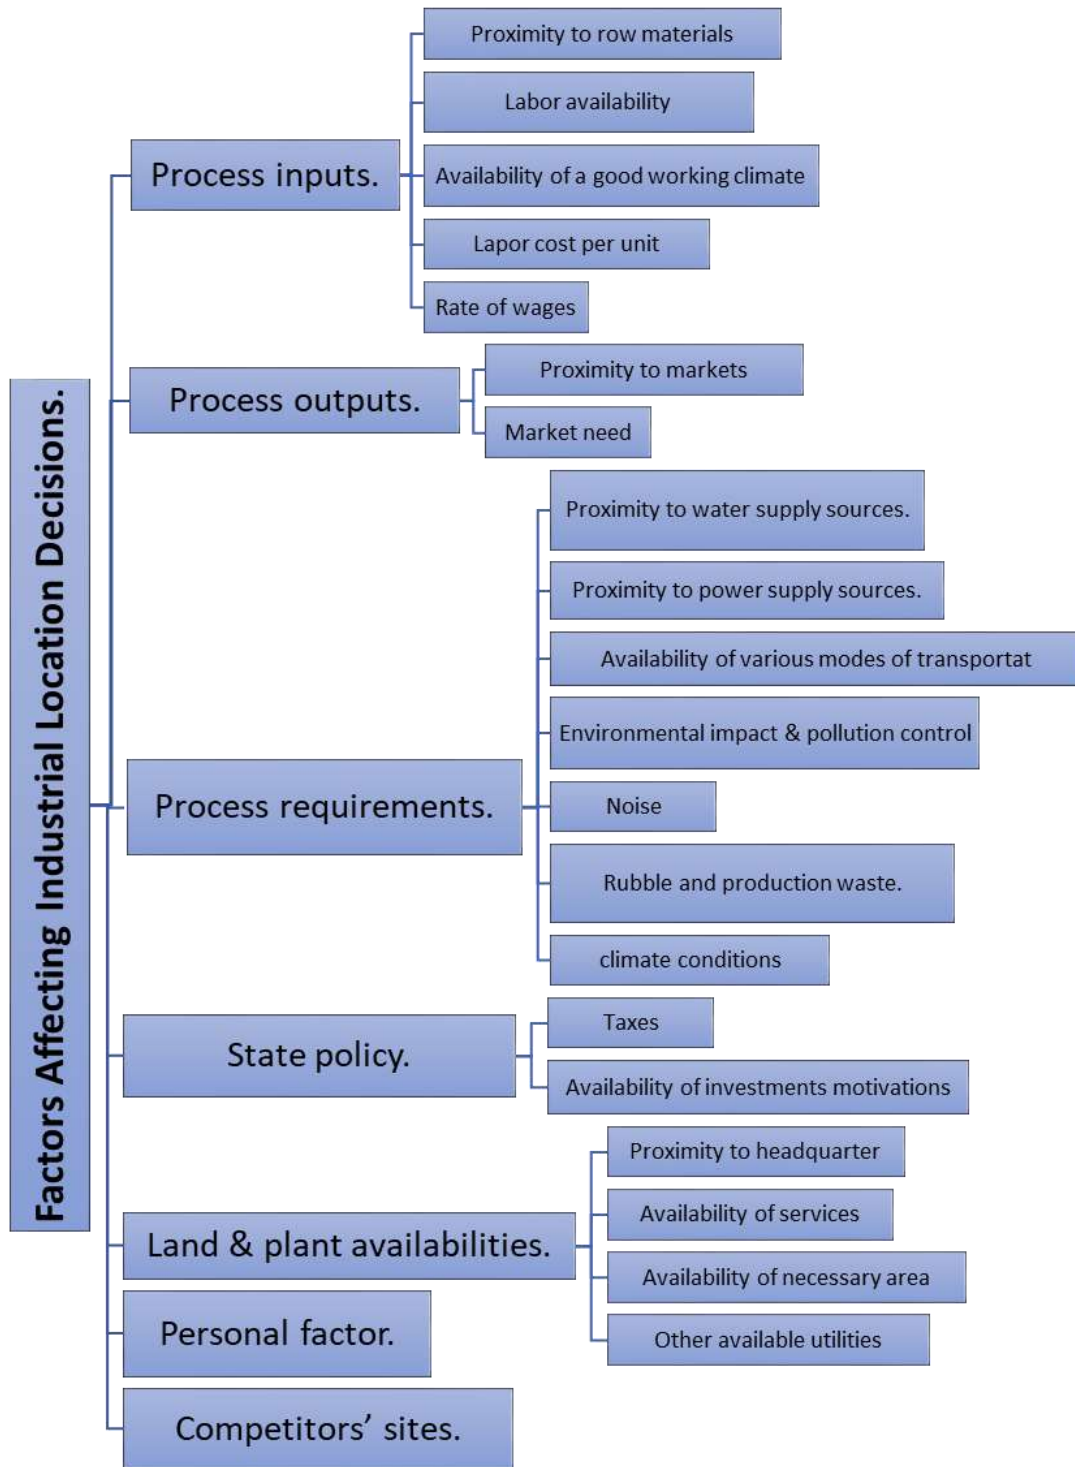 Factors Affecting Industrial Location Decisions.
Process inputs.
Proximity to row materials
Labor availability
Availability of a good working climate
Lapor cost per unit
Rate of wages
Process outputs.
Proximity to markets
Market need
Process requirements.
Proximity to water supply sources.
Proximity to power supply sources.
Availability of various modes of transportat
Environmental impact & pollution control
Noise
Rubble and production waste.
climate conditions
State policy.
Taxes
Availability of investments motivations
Land & plant availabilities.
Proximity to headquarter
Availability of services
Availability of necessary area
Other available utilities
Personal factor.
Competitors’ sites.